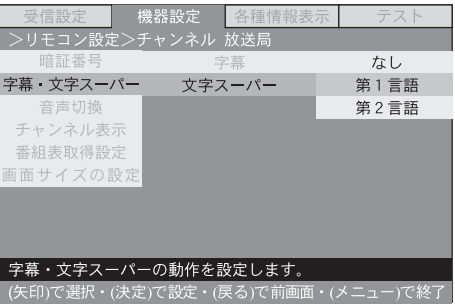 受信設定 機器設定 各種情報表示 テスト
＞リモコン設定＞チャンネル 放送局
暗証番号 字幕 なし
字幕・文字スーパー 文字スーパー 第１言語
音声切換 第２言語
チャンネル表示
番組表取得設定
画面サイズの設定
字幕・文字スーパーの動作を設定します。
(矢印)で選択・(決定)で設定・(戻る)で前画面・(メニュー)で終了